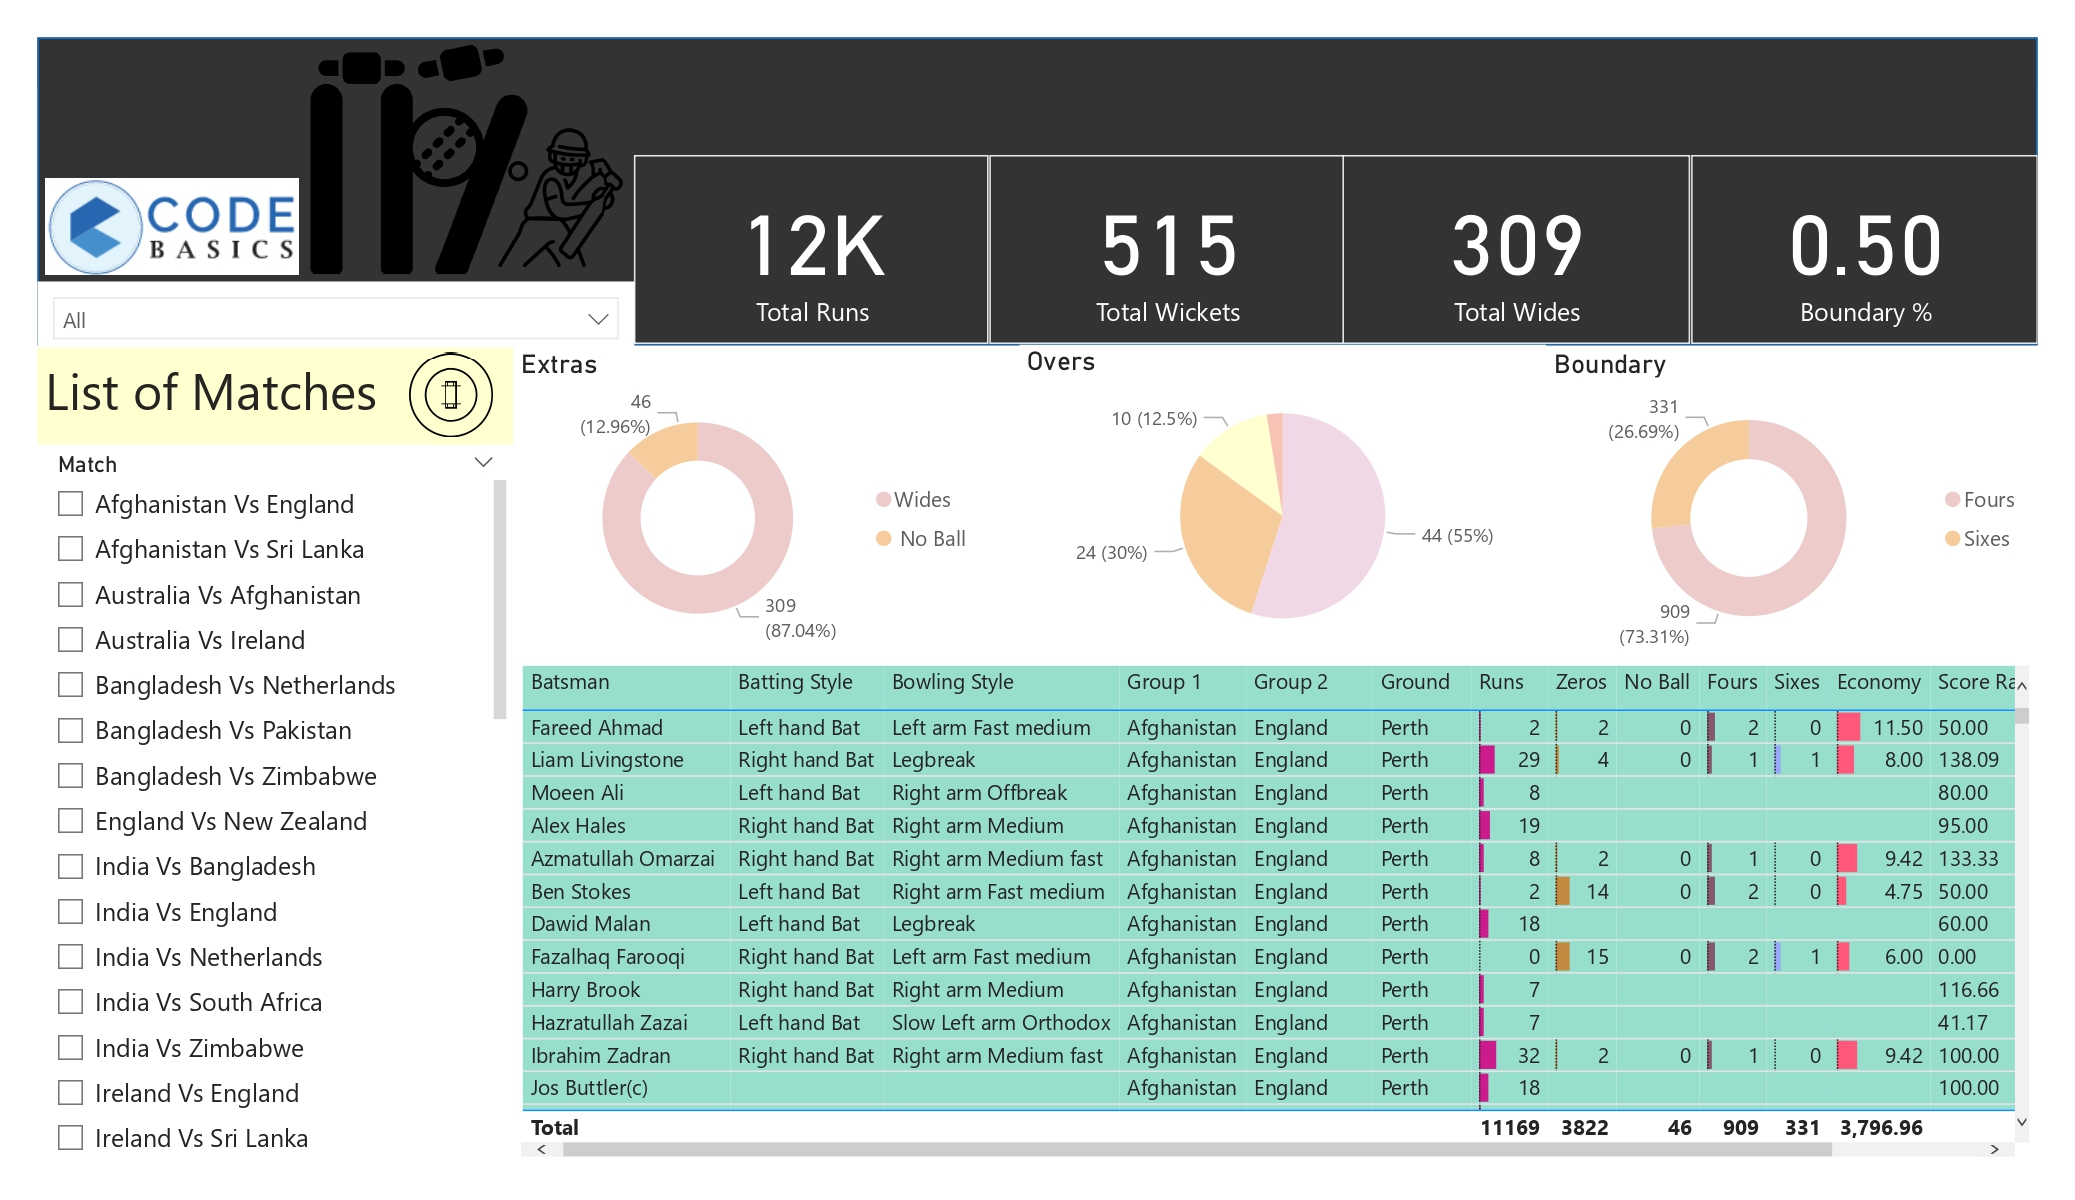 CODE
BASICS
All
12K
Total Runs
515
Total Wickets
309
Total Wides
0.50
Boundary %
List of Matches
Match
Afghanistan Vs England
Afghanistan Vs Sri Lanka
Australia Vs Afghanistan
Australia Vs Ireland
Bangladesh Vs Netherlands
Bangladesh Vs Pakistan
Bangladesh Vs Zimbabwe
England Vs New Zealand
India Vs Bangladesh
India Vs England
India Vs Netherlands
India Vs South Africa
India Vs Zimbabwe
Ireland Vs England
Ireland Vs Sri Lanka
Extras
46
(12.96%)
309
(87.04%)
Wides
No Ball
Overs
10 (12.5%)
24 (30%)
44 (55%)
Boundary
331
(26.69%)
909
(73.31%)
Fours
Sixes
Batsman Batting Style Bowling Style Group 1 Group 2 Ground Runs Zeros No Ball Fours Sixes Economy Score Ra
Fareed Ahmad Left hand Bat Left arm Fast medium Afghanistan England Perth 2 2 0 2 0 11.50 50.00
Liam Livingstone Right hand Bat Legbreak Afghanistan England Perth 29 4 0 1 1 8.00 138.09
Moeen Ali Left hand Bat Right arm Offbreak Afghanistan England Perth 8 80.00
Alex Hales Right hand Bat Right arm Medium Afghanistan England Perth 19 95.00
Azmatullah Omarzai Right hand Bat Right arm Medium fast Afghanistan England Perth 8 2 0 1 0 9.42 133.33
Ben Stokes Left hand Bat Right arm Fast medium Afghanistan England Perth 2 14 0 2 0 4.75 50.00
Dawid Malan Left hand Bat Legbreak Afghanistan England Perth 18 60.00
Fazalhaq Farooqi Right hand Bat Left arm Fast medium Afghanistan England Perth 0 15 0 2 1 6.00 0.00
Harry Brook Right hand Bat Right arm Medium Afghanistan England Perth 7 116.66
Hazratullah Zazai Left hand Bat Slow Left arm Orthodox Afghanistan England Perth 7 41.17
Ibrahim Zadran Right hand Bat Right arm Medium fast Afghanistan England Perth 32 2 0 1 0 9.42 100.00
Jos Buttler(c) Afghanistan England Perth 18 100.00
Total 11169 3822 46 909 331 3,796.96